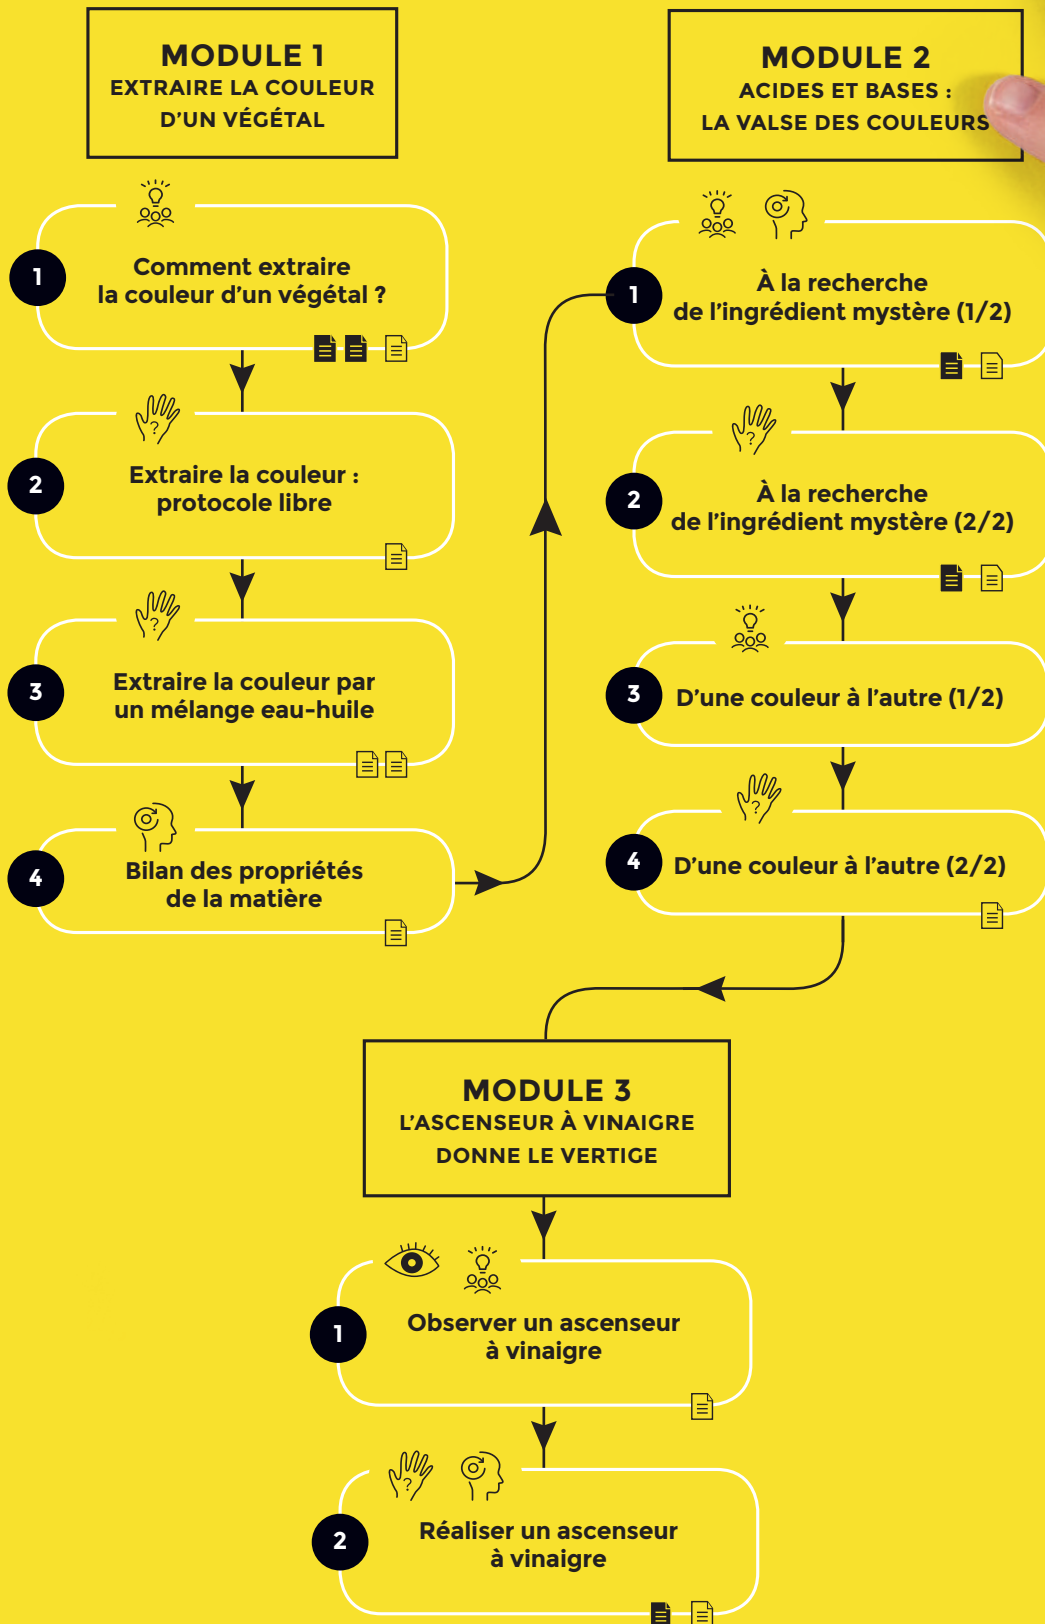 MODULE 1
EXTRAIRE LA COULEUR
D'UN VÉGÉTAL
1
Comment extraire
la couleur d'un végétal ?
2
Extraire la couleur :
protocole libre
?
3
Extraire la couleur par
un mélange eau-huile
?
4
Bilan des propriétés
de la matière
MODULE 2
ACIDES ET BASES :
LA VALSE DES COULEURS
1
À la recherche
de l'ingrédient mystère (1/2)
?
2
À la recherche
de l'ingrédient mystère (2/2)
3
D'une couleur à l'autre (1/2)
?
4
D'une couleur à l'autre (2/2)
MODULE 3
L'ASCENSEUR À VINAIGRE
DONNE LE VERTIGE
1
Observer un ascenseur
à vinaigre
?
2
Réaliser un ascenseur
à vinaigre